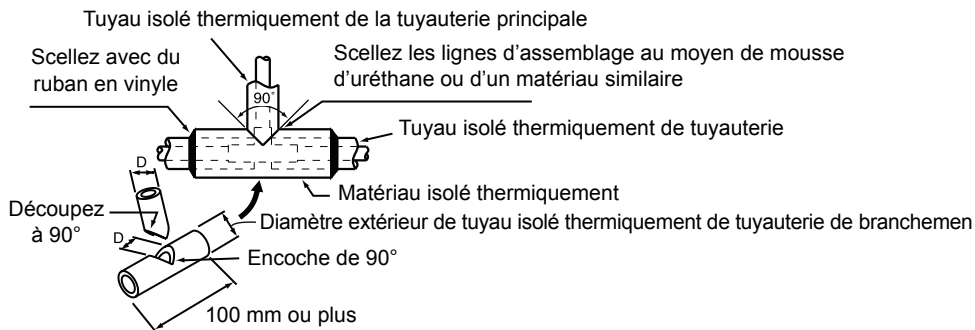 Tuyau isolé thermiquement de la tuyauterie principale
Scellez avec du
ruban en vinyle
Scellez les lignes d'assemblage au moyen de mousse
d'uréthane ou d'un matériau similaire
90°
Tuyau isolé thermiquement de tuyauterie
D
Matériau isolé thermiquement
Découpez
à 90°
Diamètre extérieur de tuyau isolé thermiquement de tuyauterie de branchemen
D
Encoche de 90°
100 mm ou plus